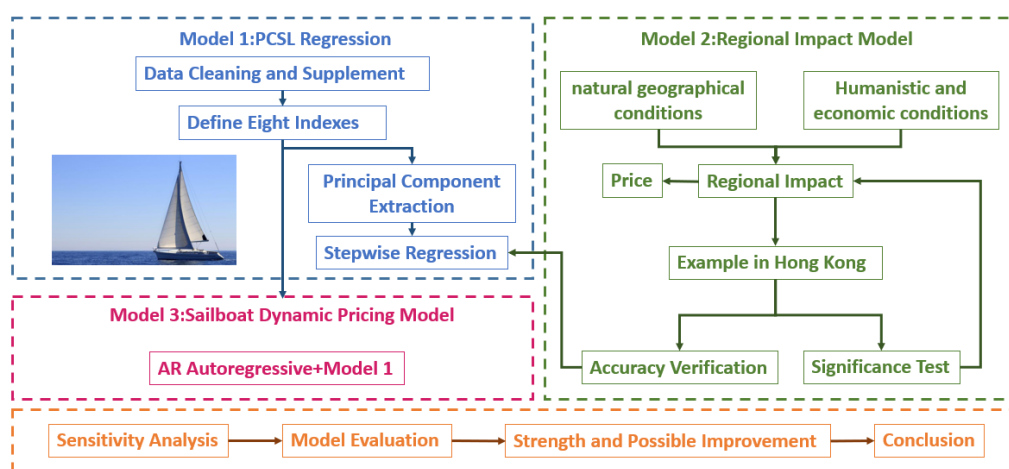 Model 1:PCSL Regression
Data Cleaning and Supplement
Define Eight Indexes
Principal Component
Extraction
Stepwise Regression
Model 2:Regional Impact Model
natural geographical
conditions
Humanistic and
economic conditions
Price
Regional Impact
Example in Hong Kong
Accuracy Verification
Significance Test
Model 3:Sailboat Dynamic Pricing Model
AR Autoregressive+Model 1
Sensitivity Analysis
Model Evaluation
Strength and Possible Improvement
Conclusion